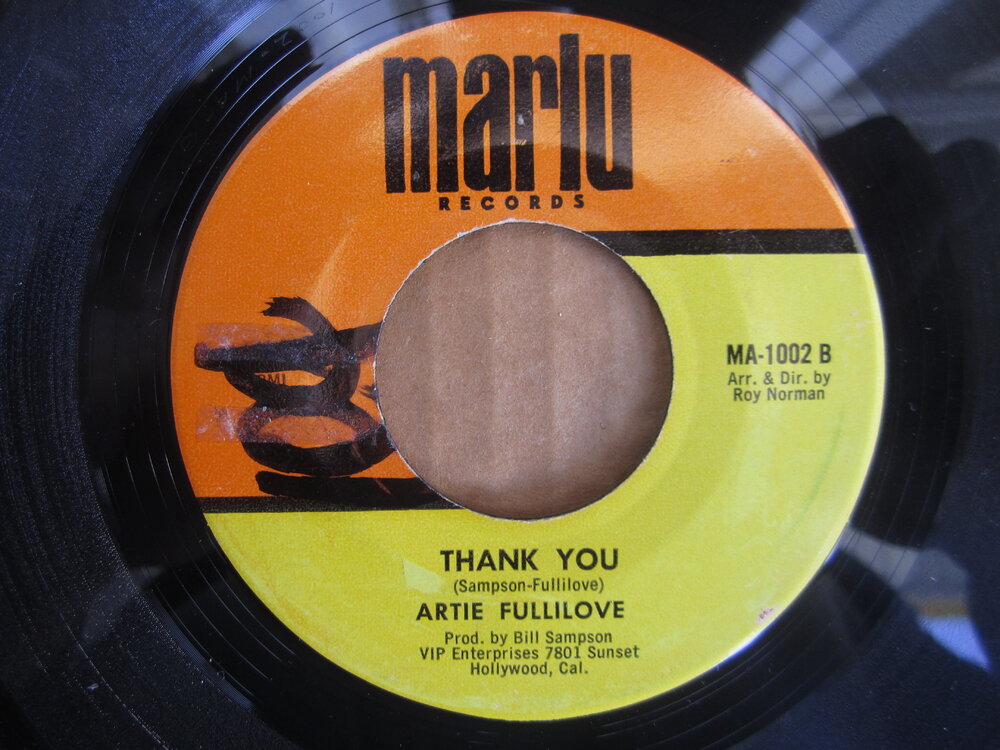 marlu
RECORDS
MA-1002 B
Arr. & Dir. by
Roy Norman
BMI
THANK YOU
(Sampson-Fullilove)
ARTIE FULLILOVE
Prod. by Bill Sampson
VIP Enterprises 7801 Sunset
Hollywood, Cal.